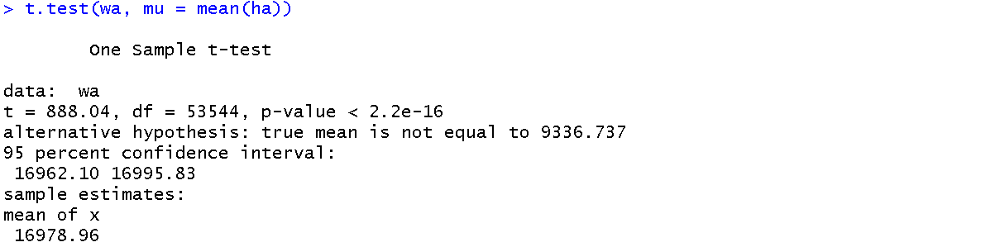 > t.test(wa, mu = mean(ha))
One Sample t-test
data:  wa
t = 888.04, df = 53544, p-value < 2.2e-16
alternative hypothesis: true mean is not equal to 9336.737
95 percent confidence interval:
16962.10 16995.83
sample estimates:
mean of x
16978.96